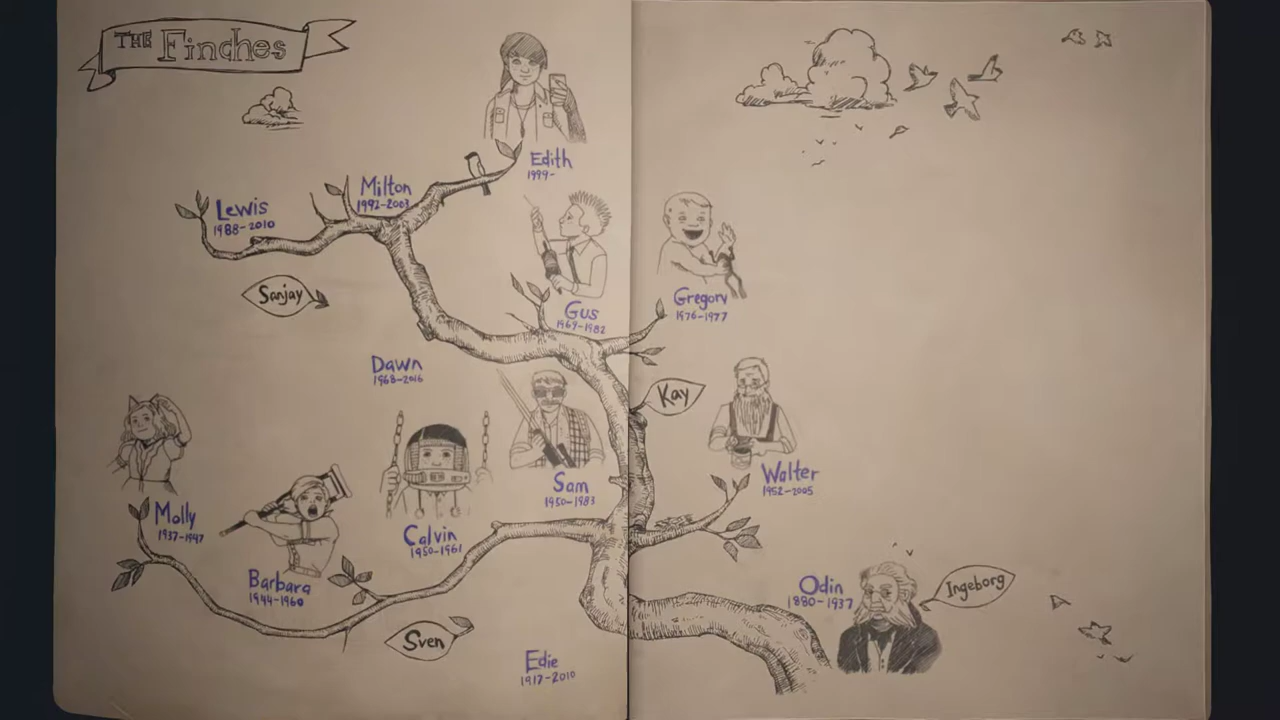 THE Finches
Edith
1999-
Milton
1992-2003
Lewis
1988-2010
Sanjay
Gus
1969-1982
Gregory
1976-1977
Dawn
1968-2016
Kay
Sam
1950-1983
Walter
1952-2005
Molly
1937-1947
Barbara
1944-1960
Calvin
1950-1961
Odin
1880-1937
Ingeborg
Sven
Edie
1917-2010